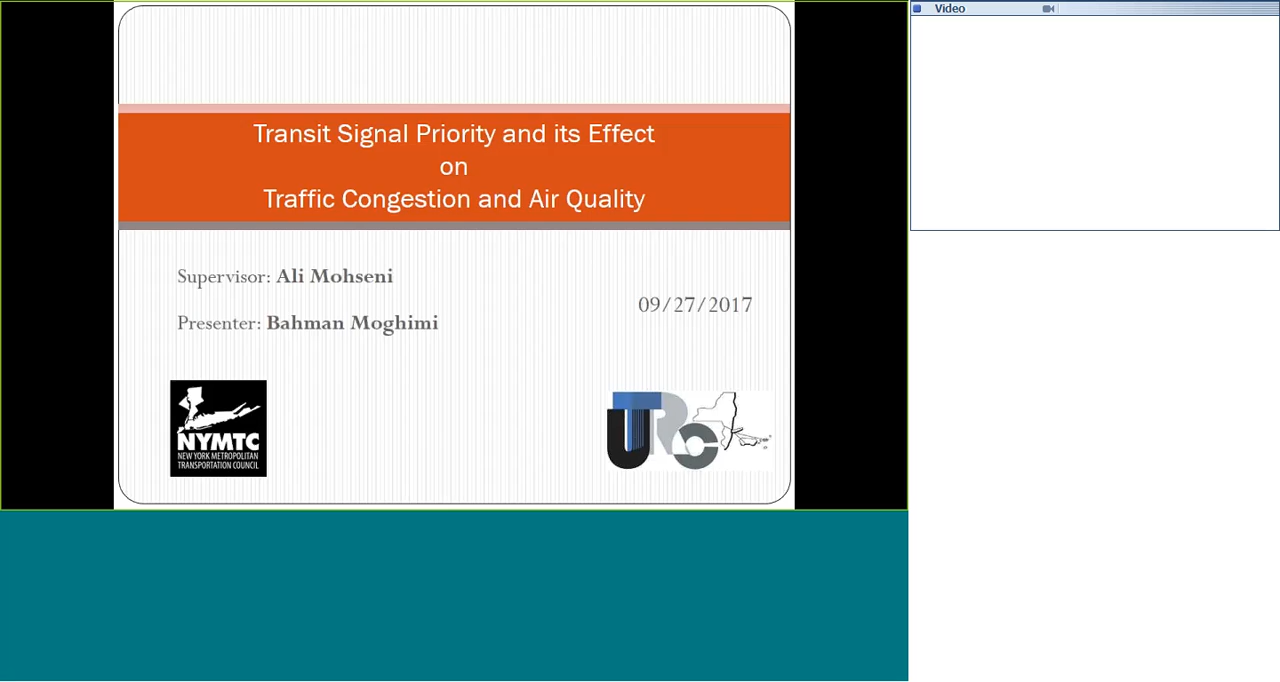 Video
Transit Signal Priority and its Effect
on
Traffic Congestion and Air Quality
Supervisor: Ali Mohseni
09/27/2017
Presenter: Bahman Moghimi
NYMTC
NEW YORK METROPOLITAN
TRANSPORTATION COUNCIL
UTRC